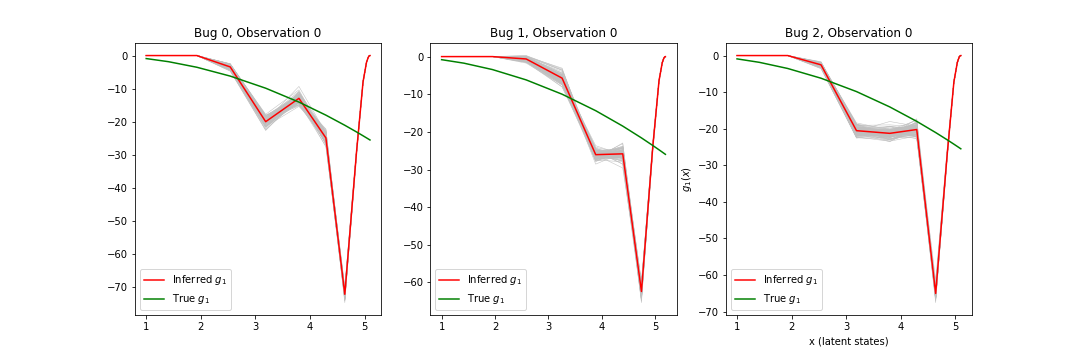 Bug 0, Observation 0
0
−10
−20
−30
−40
−50
−60
−70
1 2 3 4 5
Inferred g₁
True g₁
Bug 1, Observation 0
0
−10
−20
−30
−40
−50
−60
1 2 3 4 5
Inferred g₁
True g₁
Bug 2, Observation 0
g₁(x)
0
−10
−20
−30
−40
−50
−60
−70
1 2 3 4 5
x (latent states)
Inferred g₁
True g₁